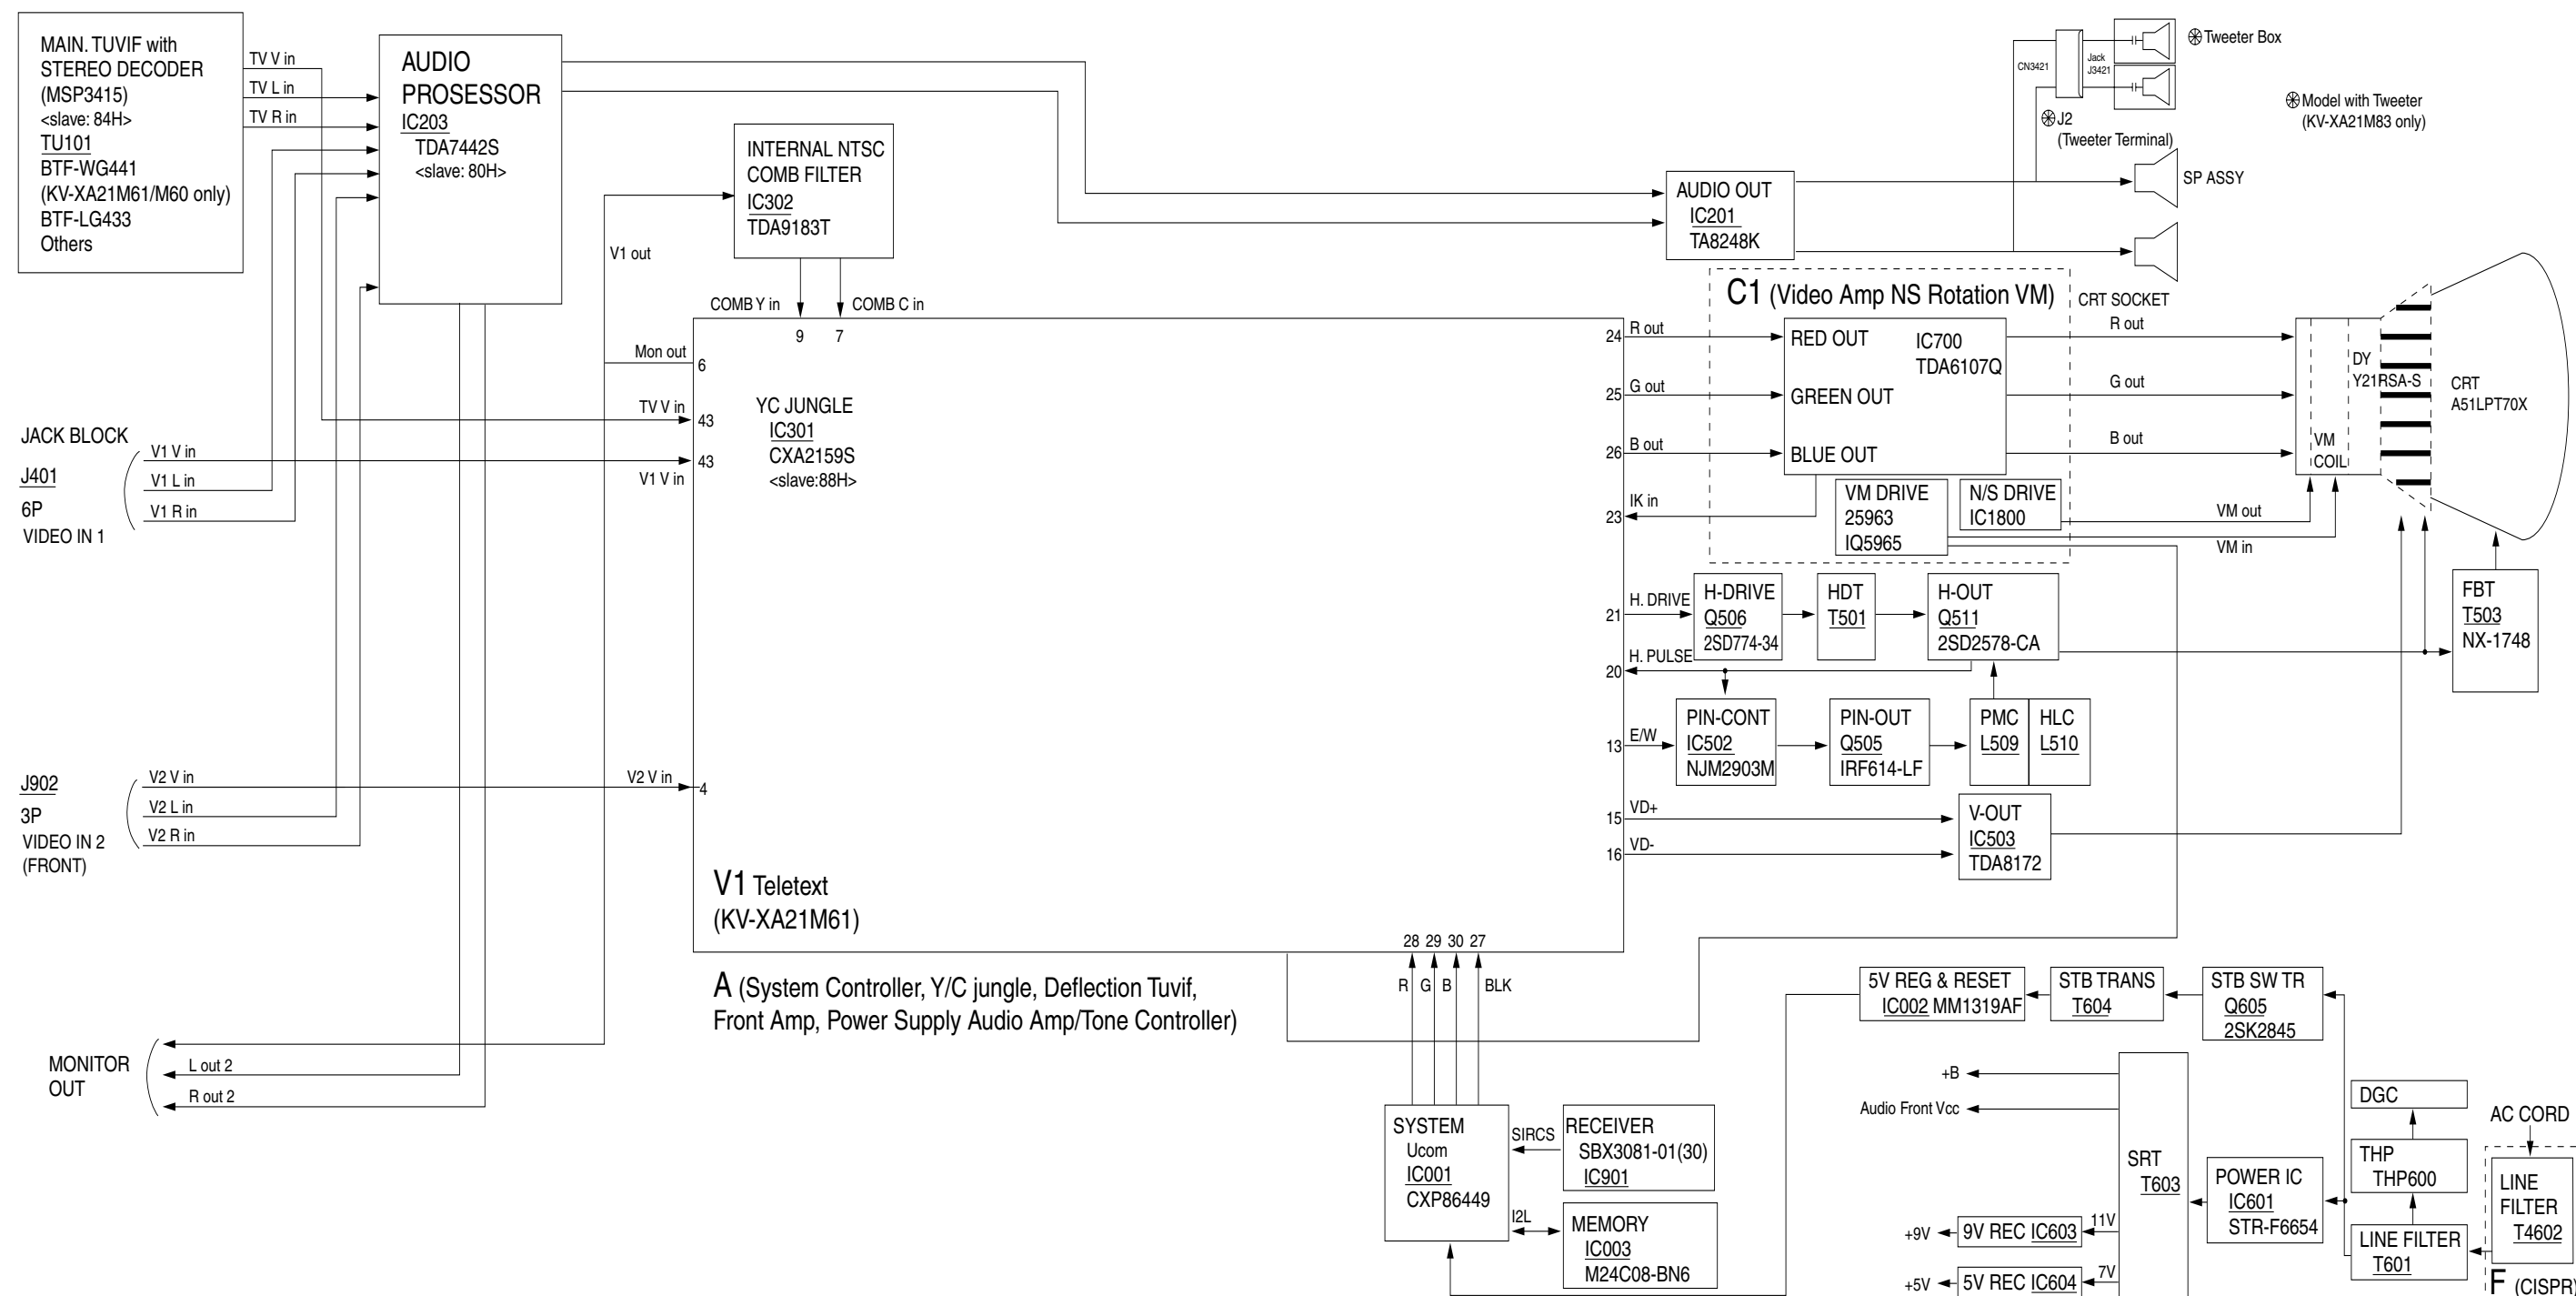 MAIN. TUVIF with
STEREO DECODER
(MSP3415)
<slave: 84H>
TU101
BTF-WG441
(KV-XA21M61/M60 only)
BTF-LG433
Others
TV V in
TV L in
TV R in
AUDIO
PROSESSOR
IC203
TDA7442S
<slave: 80H>
INTERNAL NTSC
COMB FILTER
IC302
TDA9183T
V1 out
COMB Y in
COMB C in
AUDIO OUT
IC201
TA8248K
CN3421
Jack
J3421
Tweeter Box
J2
(Tweeter Terminal)
Model with Tweeter
(KV-XA21M83 only)
SP ASSY
C1 (Video Amp NS Rotation VM)
CRT SOCKET
9
7
Mon out
6
TV V in
43
43
V1 V in
YC JUNGLE
IC301
CXA2159S
<slave:88H>
24
R out
25
G out
26
B out
23
IK in
RED OUT
GREEN OUT
BLUE OUT
IC700
TDA6107Q
R out
G out
B out
VM DRIVE
25963
IQ5965
N/S DRIVE
IC1800
VM out
VM in
DY
Y21RSA-S
VM
COIL
CRT
A51LPT70X
JACK BLOCK
J401
6P
VIDEO IN 1
V1 V in
V1 L in
V1 R in
21
H. DRIVE
H-DRIVE
Q506
2SD774-34
HDT
T501
H-OUT
Q511
2SD2578-CA
FBT
T503
NX-1748
20
H. PULSE
13
E/W
PIN-CONT
IC502
NJM2903M
PIN-OUT
Q505
IRF614-LF
PMC
L509
HLC
L510
J902
3P
VIDEO IN 2
(FRONT)
V2 V in
V2 L in
V2 R in
V2 V in
4
15
VD+
16
VD-
V-OUT
IC503
TDA8172
V1 Teletext
(KV-XA21M61)
28 29 30 27
R G B BLK
A (System Controller, Y/C jungle, Deflection Tuvif,
Front Amp, Power Supply Audio Amp/Tone Controller)
MONITOR
OUT
L out 2
R out 2
5V REG & RESET
IC002 MM1319AF
STB TRANS
T604
STB SW TR
Q605
2SK2845
SYSTEM
Ucom
IC001
CXP86449
SIRCS
RECEIVER
SBX3081-01(30)
IC901
I2L
MEMORY
IC003
M24C08-BN6
+B
Audio Front Vcc
SRT
T603
+9V
9V REC IC603
11V
+5V
5V REC IC604
7V
POWER IC
IC601
STR-F6654
DGC
THP
THP600
LINE FILTER
T601
AC CORD
LINE
FILTER
T4602
F (CISPR)